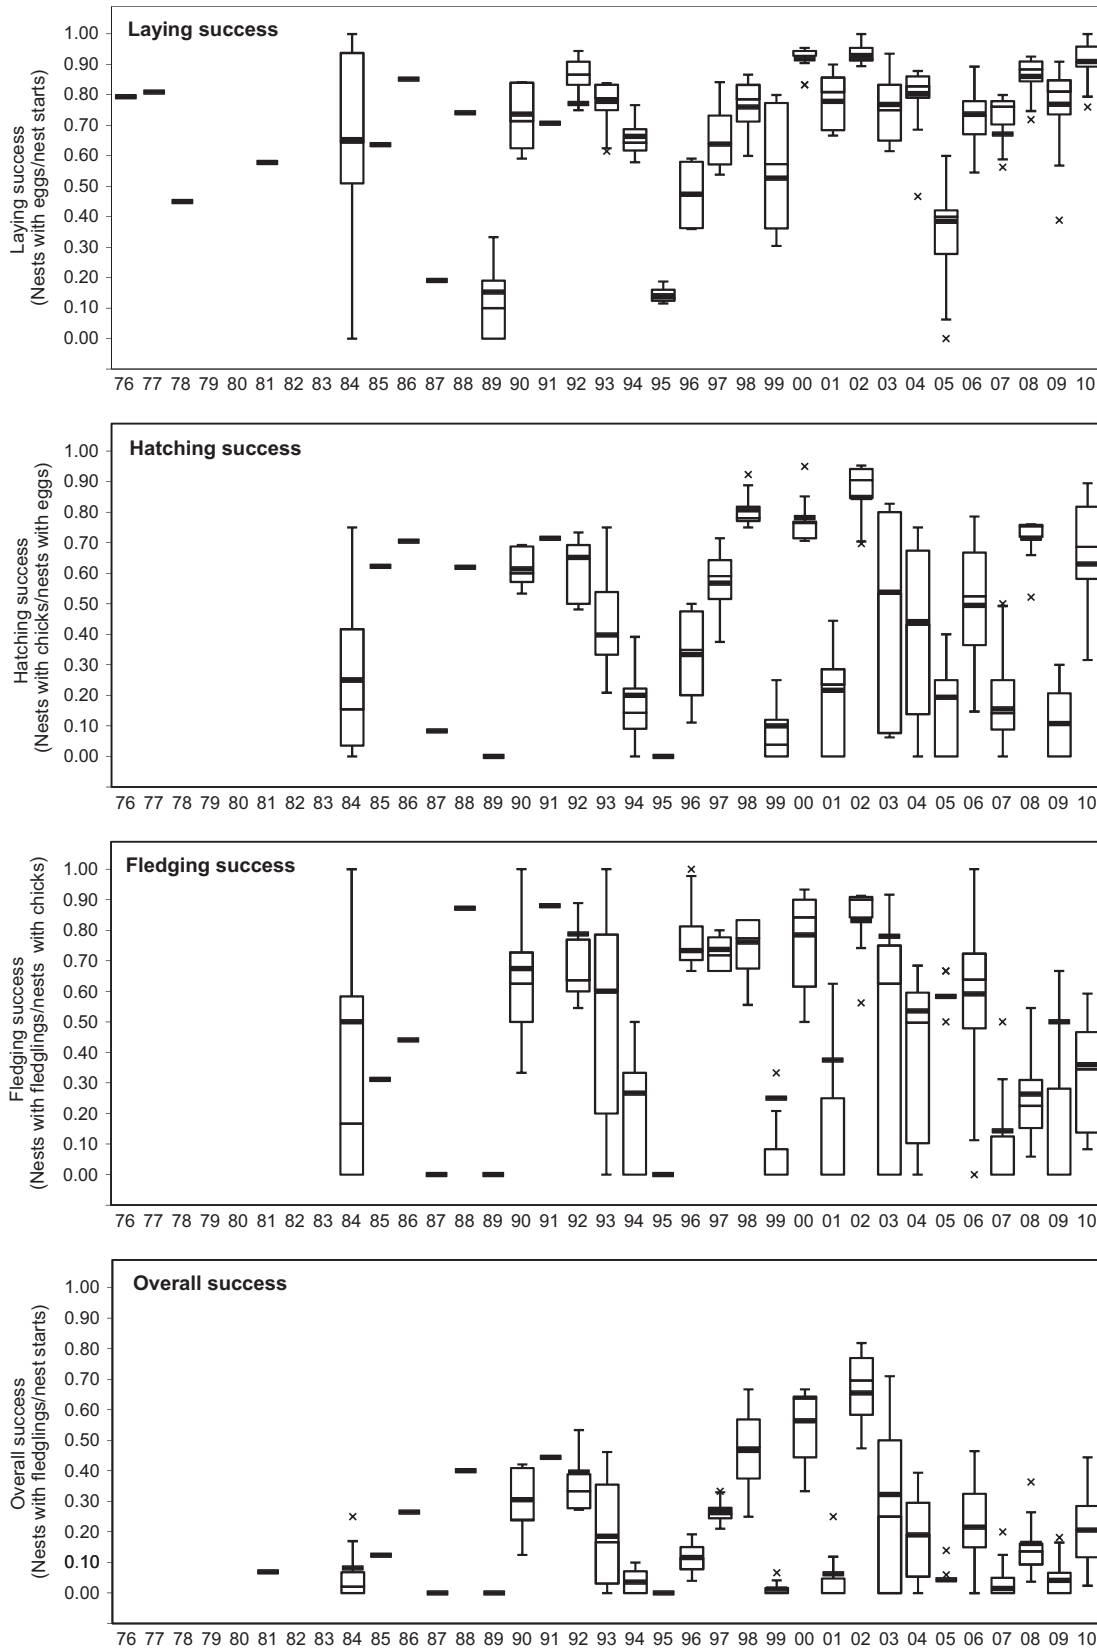 Laying success
Laying success
(Nests with eggs/nest starts)
1.00
0.90
0.80
0.70
0.60
0.50
0.40
0.30
0.20
0.10
0.00
76 77 78 79 80 81 82 83 84 85 86 87 88 89 90 91 92 93 94 95 96 97 98 99 00 01 02 03 04 05 06 07 08 09 10
Hatching success
Hatching success
(Nests with chicks/nests with eggs)
1.00
0.90
0.80
0.70
0.60
0.50
0.40
0.30
0.20
0.10
0.00
76 77 78 79 80 81 82 83 84 85 86 87 88 89 90 91 92 93 94 95 96 97 98 99 00 01 02 03 04 05 06 07 08 09 10
Fledging success
Fledging success
(Nests with fledglings/nests with chicks)
1.00
0.90
0.80
0.70
0.60
0.50
0.40
0.30
0.20
0.10
0.00
76 77 78 79 80 81 82 83 84 85 86 87 88 89 90 91 92 93 94 95 96 97 98 99 00 01 02 03 04 05 06 07 08 09 10
Overall success
Overall success
(Nests with fledglings/nest starts)
1.00
0.90
0.80
0.70
0.60
0.50
0.40
0.30
0.20
0.10
0.00
76 77 78 79 80 81 82 83 84 85 86 87 88 89 90 91 92 93 94 95 96 97 98 99 00 01 02 03 04 05 06 07 08 09 10